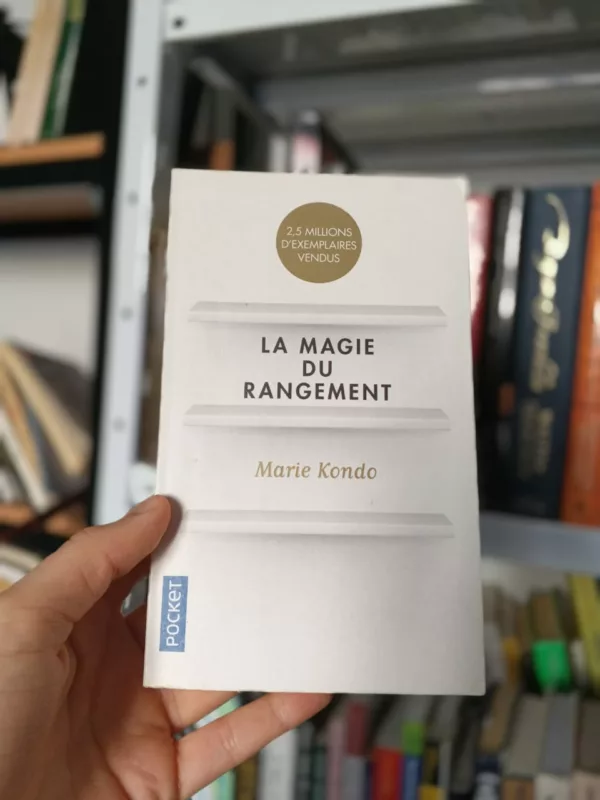 2,5 MILLIONS
D'EXEMPLAIRES
VENDUS
LA MAGIE
DU
RANGEMENT
Marie Kondo
POCKET